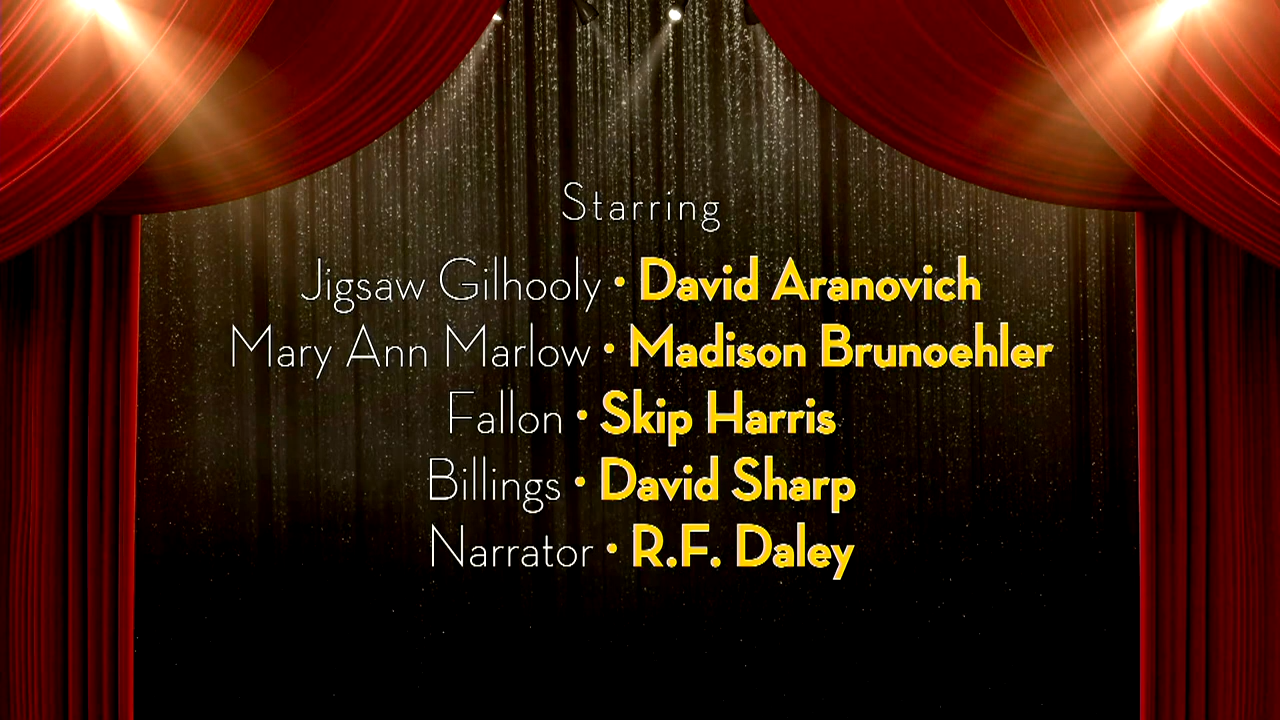 Starring
Jigsaw Gilhooly • David Aranovich
Mary Ann Marlow • Madison Brunoehler
Fallon • Skip Harris
Billings • David Sharp
Narrator • R.F. Daley